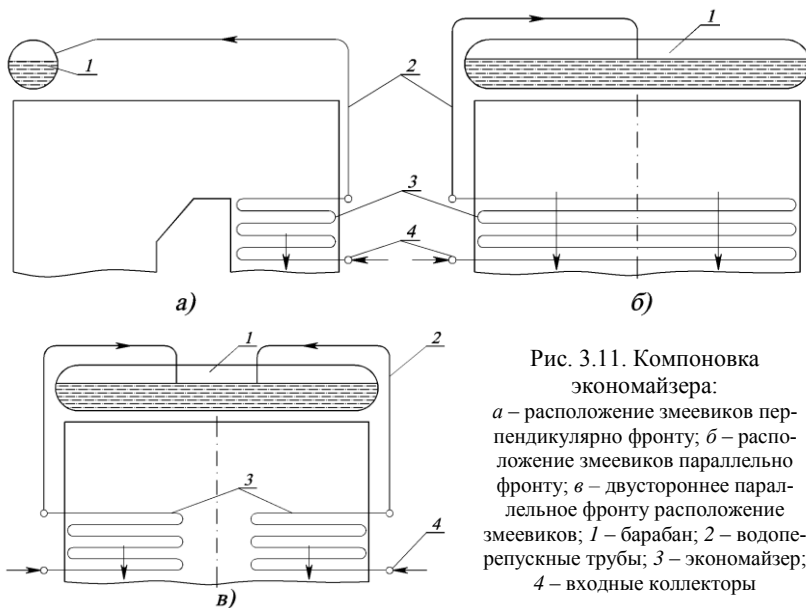 1
2
1
3
4
а)
б)
1
2
3
4
в)
Рис. 3.11. Компоновка
экономайзера:
а – расположение змеевиков пер-
пендикулярно фронту; б – распо-
ложение змеевиков параллельно
фронту; в – двустороннее парал-
лельное фронту расположение
змеевиков; 1 – барабан; 2 – водопе-
репускные трубы; 3 – экономайзер;
4 – входные коллекторы